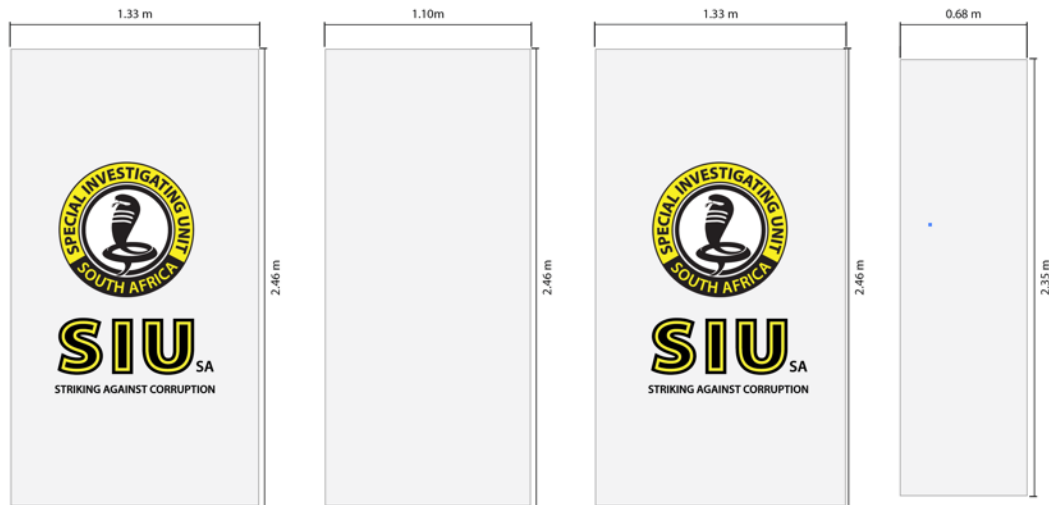 1.33 m
1.10m
1.33 m
0.68 m
SPECIAL INVESTIGATING UNIT
SOUTH AFRICA
SIU SA
STRIKING AGAINST CORRUPTION
2.46 m
2.46 m
SPECIAL INVESTIGATING UNIT
SOUTH AFRICA
SIU SA
STRIKING AGAINST CORRUPTION
2.46 m
2.35 m